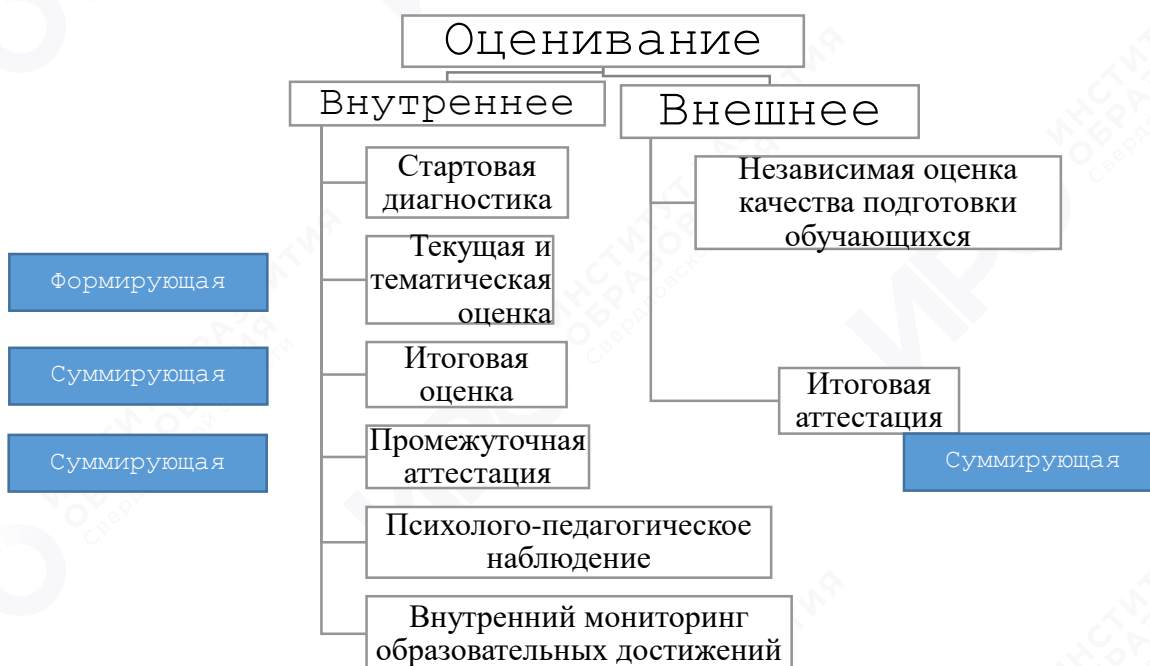 Оценивание
Внутреннее
Внешнее
Стартовая
диагностика
Независимая оценка
качества подготовки
обучающихся
Текущая и
тематическая
оценка
Формирующая
Итоговая
оценка
Суммирующая
Итоговая
аттестация
Промежуточная
аттестация
Суммирующая
Суммирующая
Психолого-педагогическое
наблюдение
Внутренний мониторинг
образовательных достижений